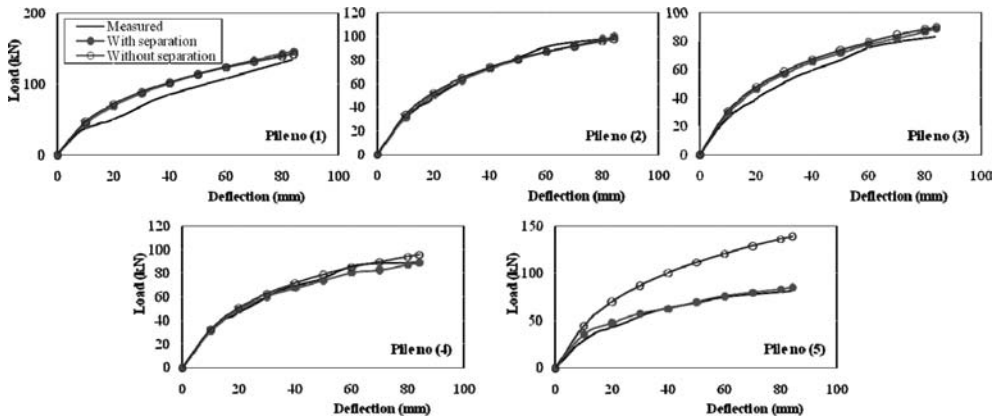 200
100
0
Load (kN)
Measured
With separation
Without separation
Pile no (1)
0 20 40 60 80 100
Deflection (mm)
120
100
80
60
40
20
0
Load (kN)
Pile no (2)
0 20 40 60 80 100
Deflection (mm)
100
80
60
40
20
0
Load (kN)
Pile no (3)
0 20 40 60 80 100
Deflection (mm)
120
100
80
60
40
20
0
Load (kN)
Pile no (4)
0 20 40 60 80 100
Deflection (mm)
150
100
50
0
Load (kN)
Pile no (5)
0 20 40 60 80 100
Deflection (mm)